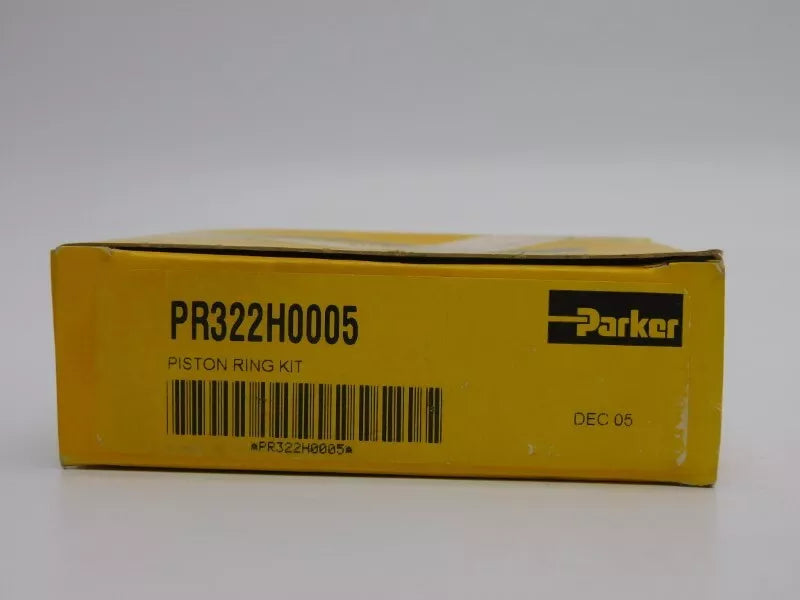 PR322H0005
Parker
PISTON RING KIT
DEC 05
*PR322H0005*